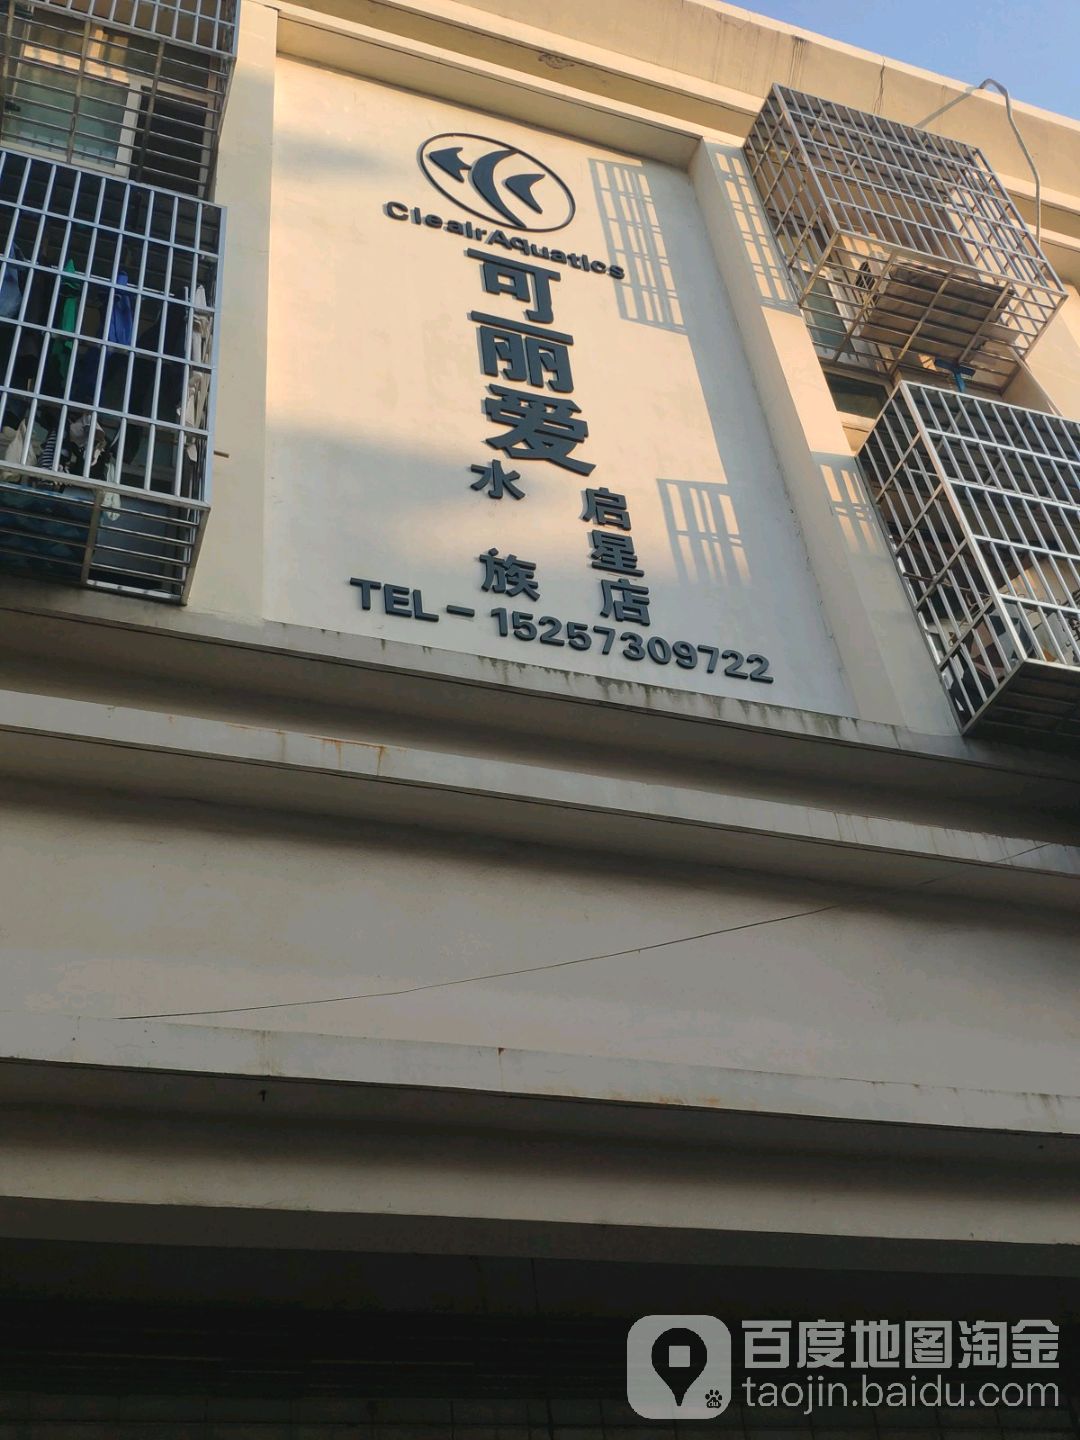 ClealrAquatics
可丽爱
水族
启星店
TEL-15257309722
百度地图淘金
taojin.baidu.com